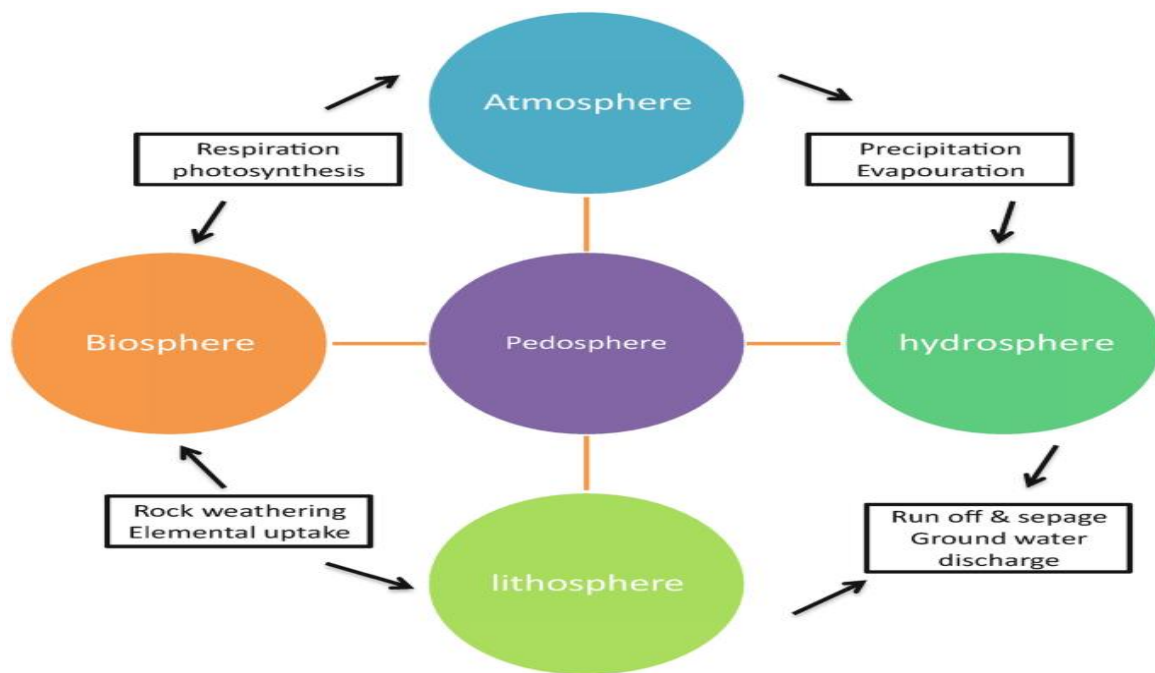 Atmosphere
Respiration
photosynthesis
Precipitation
Evapouration
Biosphere
Pedosphere
hydrosphere
Rock weathering
Elemental uptake
Run off & sepage
Ground water
discharge
lithosphere